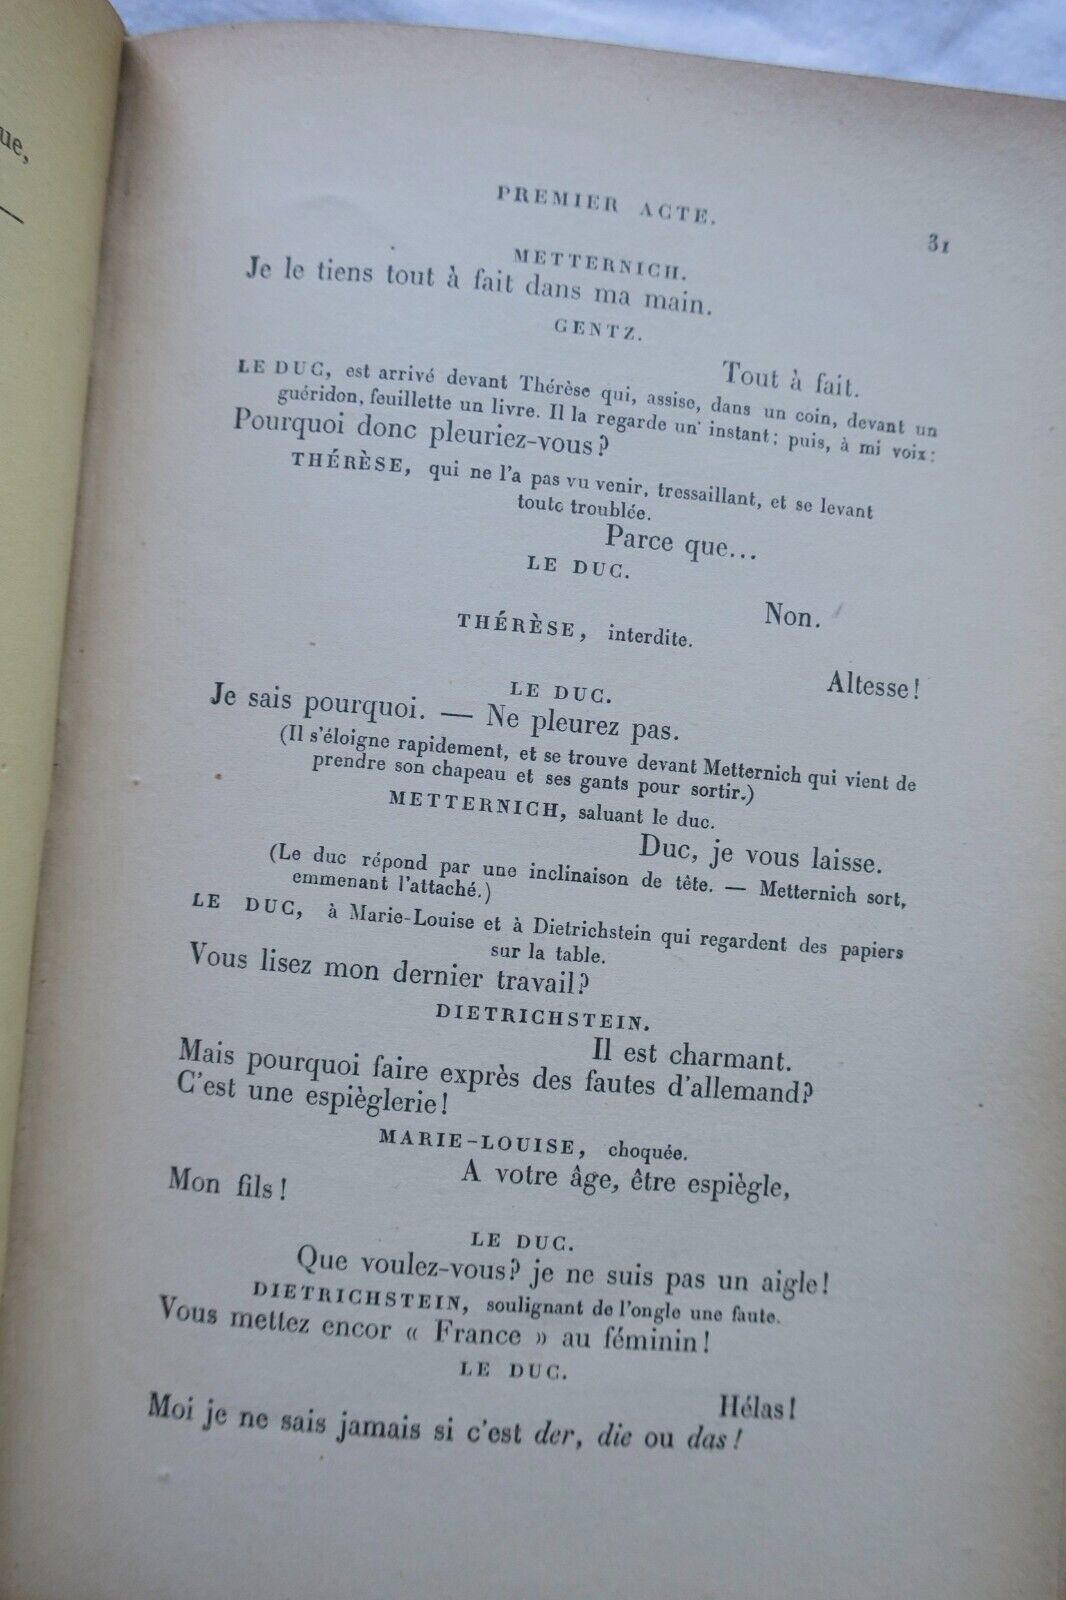 ue,
PREMIER ACTE.
31
METTERNICH.
Je le tiens tout à fait dans ma main.
GENTZ.
Tout à fait.
LE DUC, est arrivé devant Thérèse qui, assise, dans un coin, devant un
guéridon, feuillette un livre. Il la regarde un instant; puis, à mi voix:
Pourquoi donc pleuriez-vous?
THÉRÈSE, qui ne l'a pas vu venir, tressaillant, et se levant
toute troublée.
Parce que...
LE DUC.
Non.
THÉRÈSE, interdite.
Altesse!
LE DUC.
Je sais pourquoi. — Ne pleurez pas.
(Il s'éloigne rapidement, et se trouve devant Metternich qui vient de
prendre son chapeau et ses gants pour sortir.)
METTERNICH, saluant le duc.
Duc, je vous laisse.
(Le duc répond par une inclinaison de tête. — Metternich sort,
emmenant l'attaché.)
LE DUC, à Marie-Louise et à Dietrichstein qui regardent des papiers
sur la table.
Vous lisez mon dernier travail?
DIETRICHSTEIN.
Il est charmant.
Mais pourquoi faire exprès des fautes d'allemand?
C'est une espièglerie!
MARIE-LOUISE, choquée.
A votre âge, être espiègle,
Mon fils!
LE DUC.
Que voulez-vous? je ne suis pas un aigle!
DIETRICHSTEIN, soulignant de l'ongle une faute.
Vous mettez encor « France » au féminin!
LE DUC.
Hélas!
Moi je ne sais jamais si c'est der, die ou das!